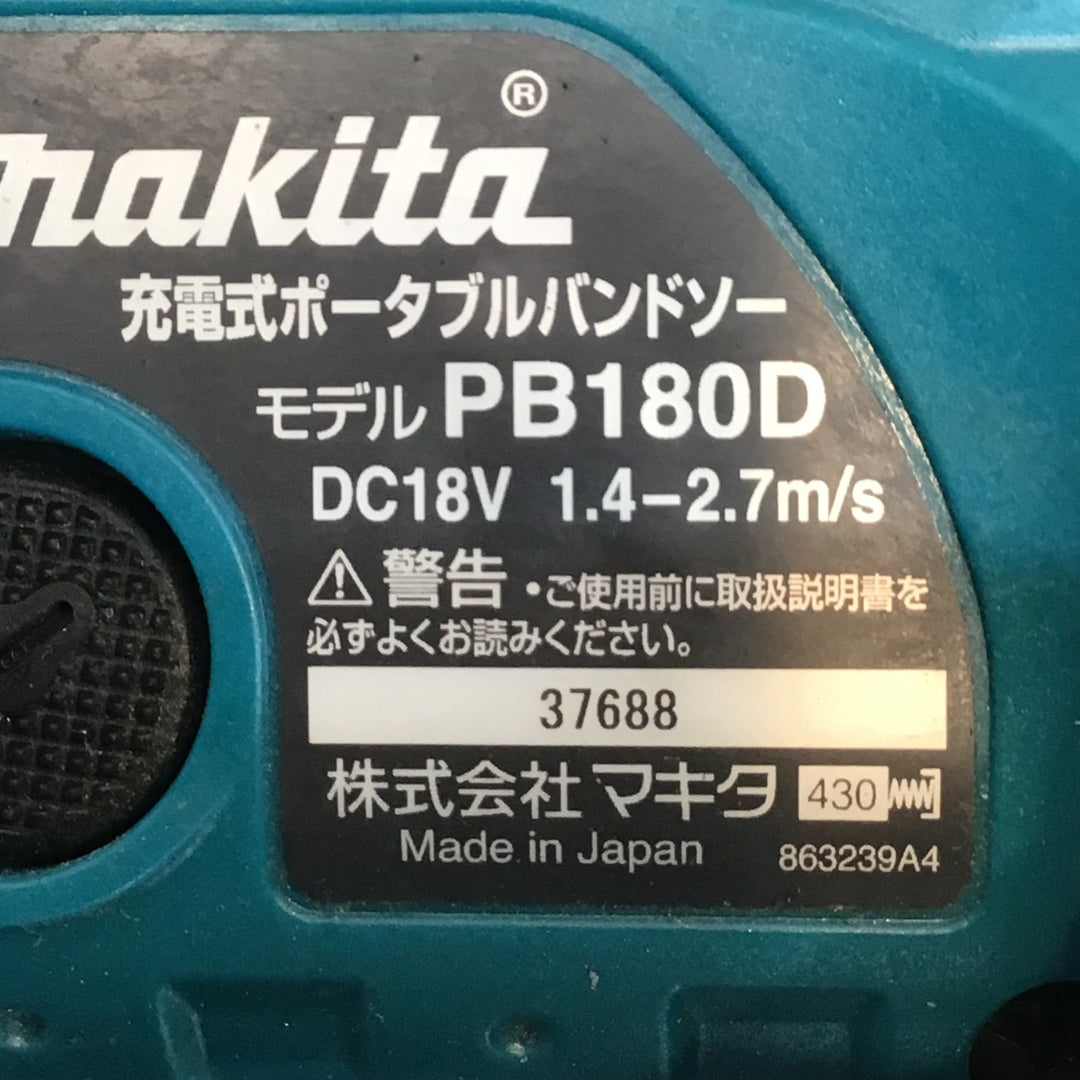 makita®
充電式ポータブルバンドソー
モデル PB180D
DC18V 1.4−2.7m/s
⚠警告・ご使用前に取扱説明書を
必ずよくお読みください。
37688
株式会社マキタ 430
Made in Japan 863239A4